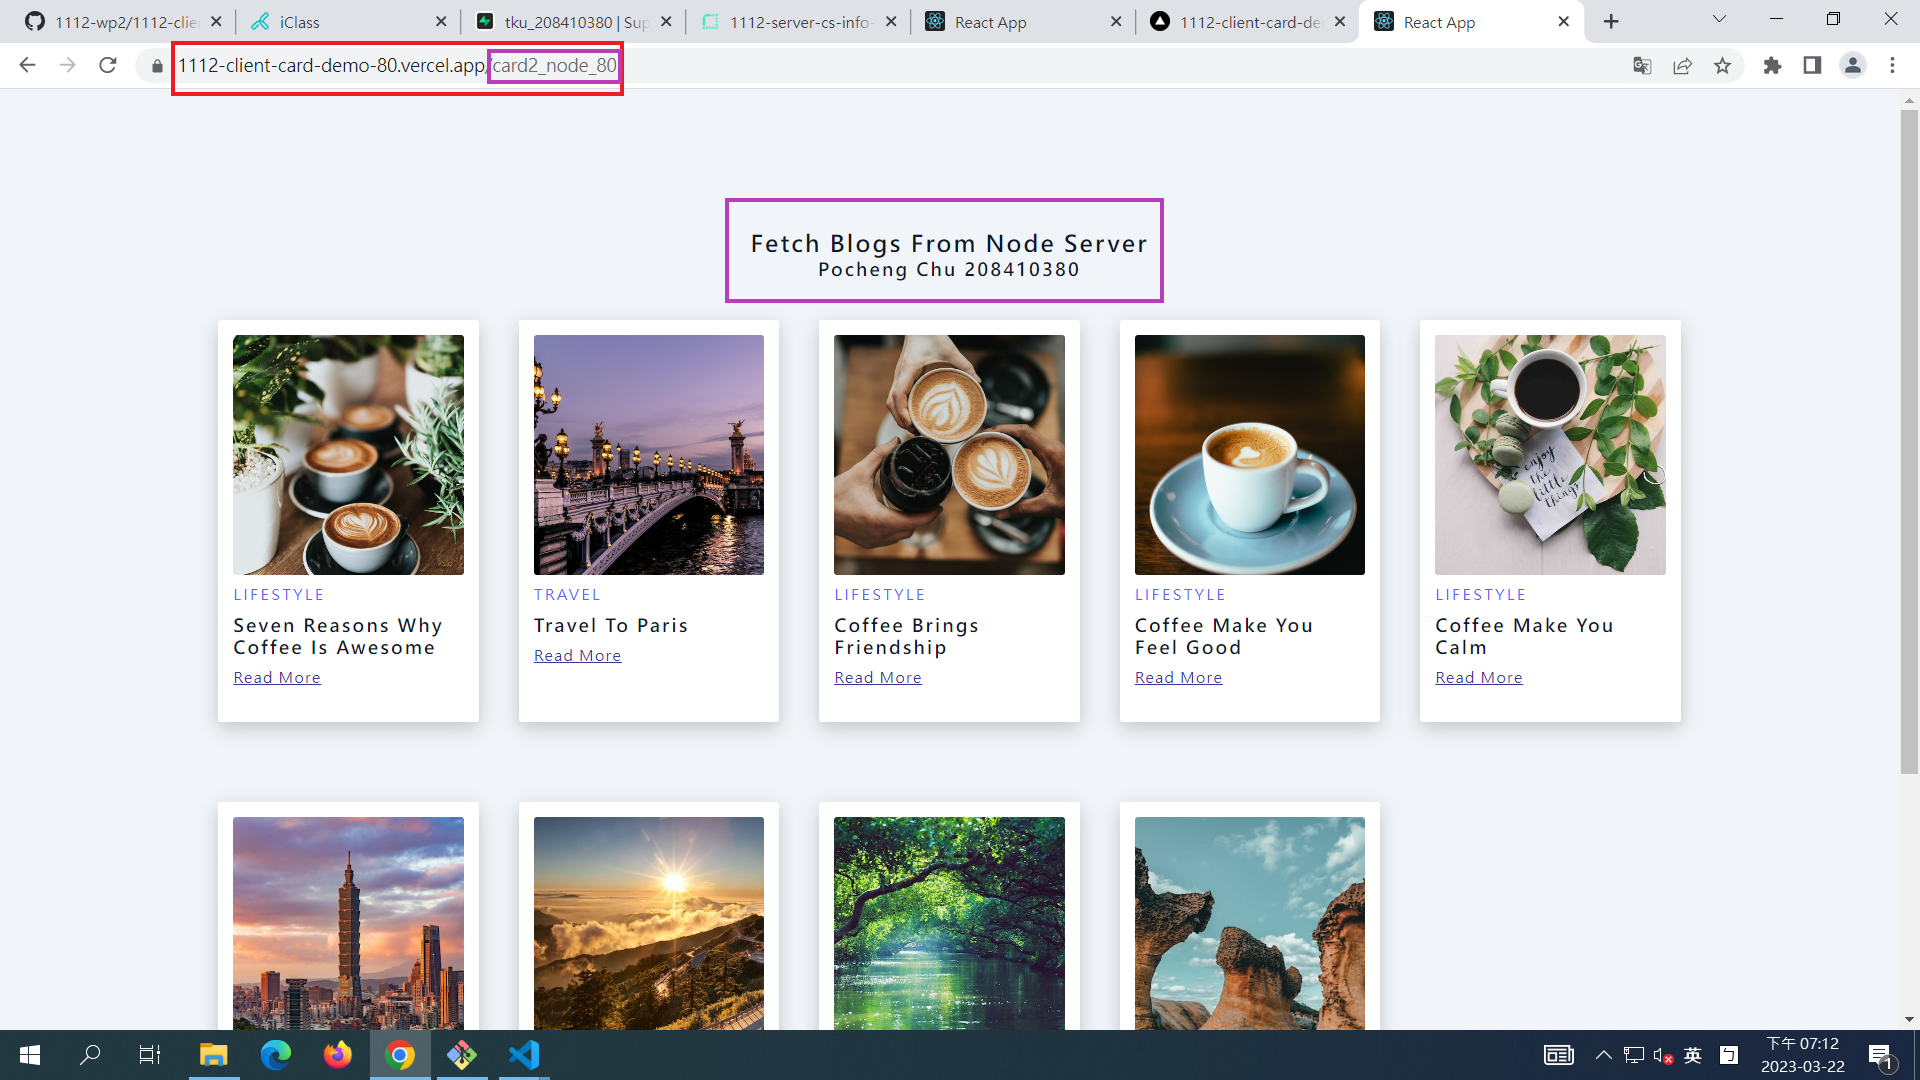 1112-wp2/1112-clie
iClass
tku_208410380 | Sup
1112-server-cs-info-
React App
1112-client-card-de
React App
1112-client-card-demo-80.vercel.app/card2_node_80
Fetch Blogs From Node Server
Pocheng Chu 208410380
LIFESTYLE
Seven Reasons Why
Coffee Is Awesome
Read More
TRAVEL
Travel To Paris
Read More
LIFESTYLE
Coffee Brings
Friendship
Read More
enjoy
the
little
things
LIFESTYLE
Coffee Make You
Feel Good
Read More
LIFESTYLE
Coffee Make You
Calm
Read More
英
ㄅ
下午 07:12
2023-03-22
1